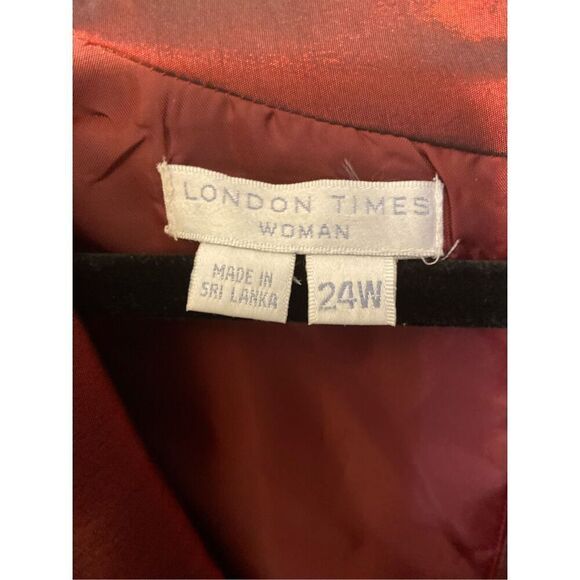 LONDON TIMES
WOMAN
MADE IN
SRI LANKA
24W